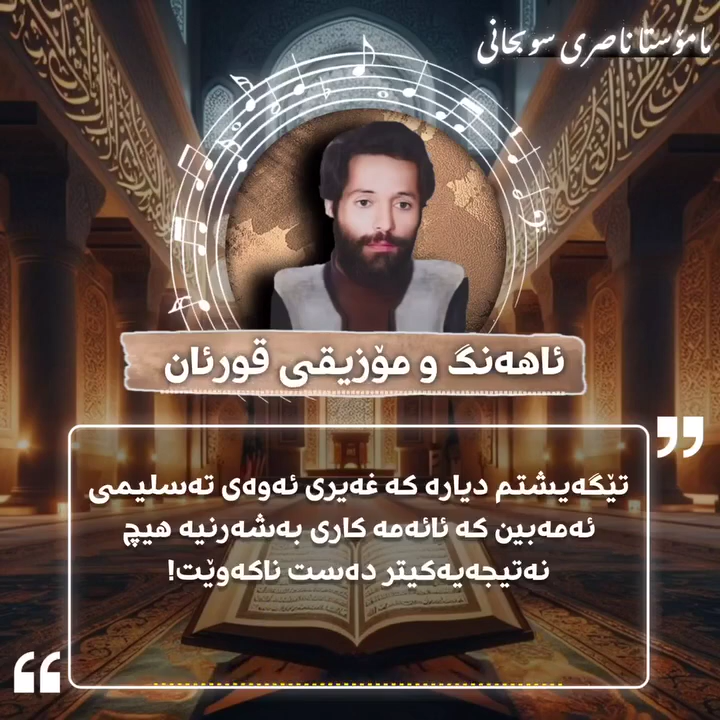 مامۆستا ناصری سوبحانی
ئاهەنگ و مۆزیقی قورئان
تێگەیشتم دیارە کە غەیری ئەوەی تەسلیمی
ئەمەبین کە ئائەمە کاری بەشەرنیە هیچ
نەتیجەیەکیتر دەست ناکەوێت!